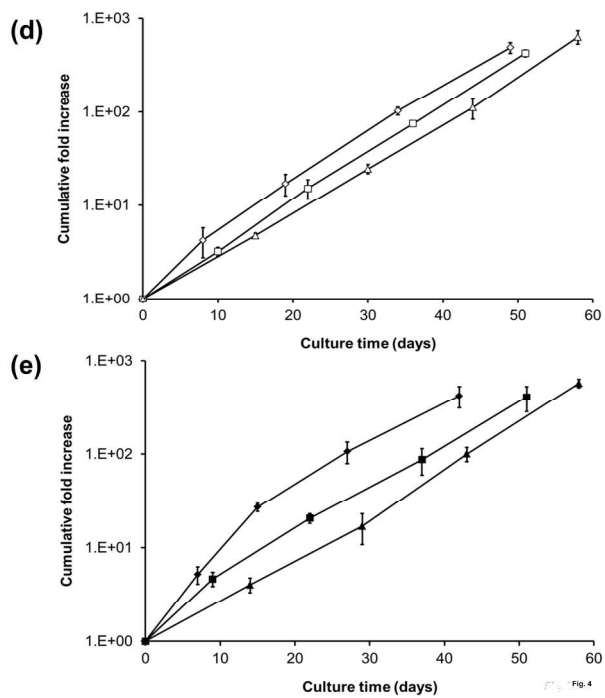 (d)
Cumulative fold increase
1.E+03
1.E+02
1.E+01
1.E+00
0 10 20 30 40 50 60
Culture time (days)
(e)
Cumulative fold increase
1.E+03
1.E+02
1.E+01
1.E+00
0 10 20 30 40 50 60
Culture time (days)
Fig. 4